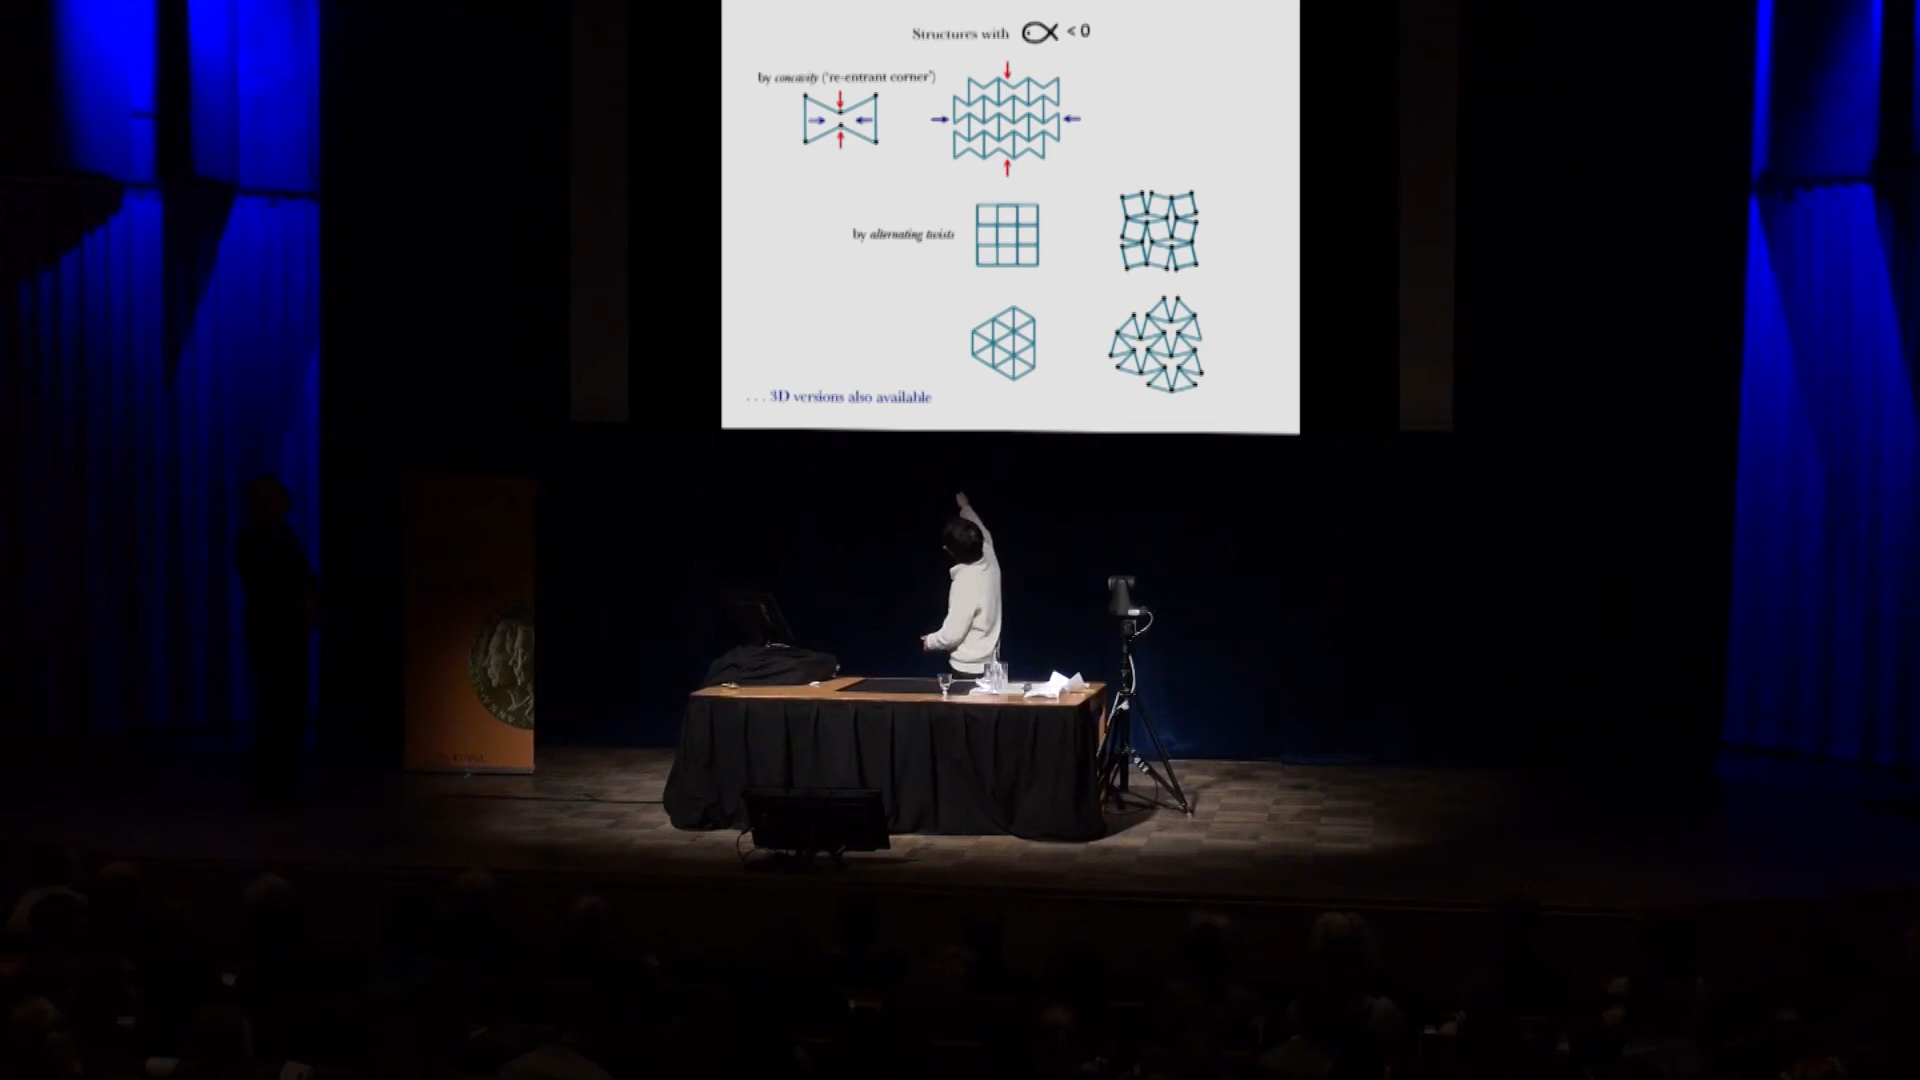 Structures with < 0
by concavity ('re-entrant corner')
by alternating twists
. . . 3D versions also available